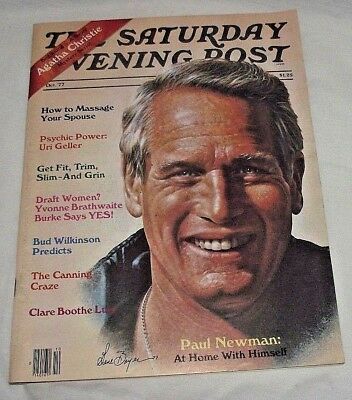 THE SATURDAY
EVENING POST
Agatha Christie
Oct. '77
$1.25
How to Massage
Your Spouse
Psychic Power:
Uri Geller
Get Fit, Trim,
Slim-And Grin
Draft Women?
Yvonne Brathwaite
Burke Says YES!
Bud Wilkinson
Predicts
The Canning
Craze
Clare Boothe Lu
Paul Newman:
At Home With Himself